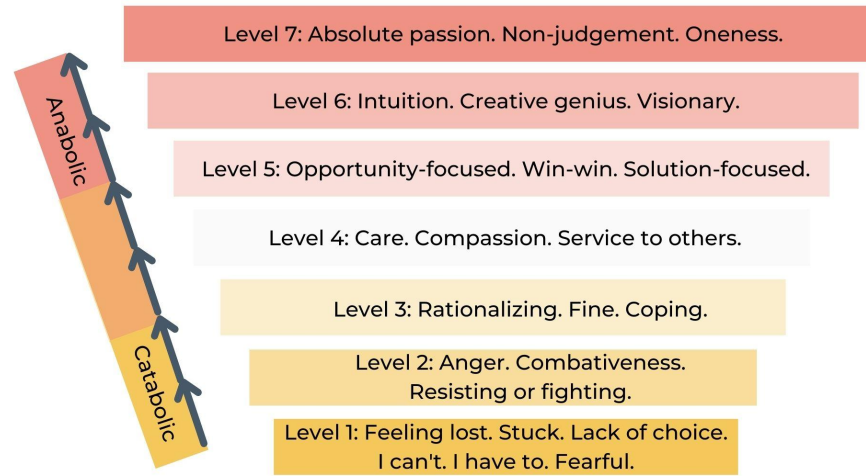 Level 7: Absolute passion. Non-judgement. Oneness.
Level 6: Intuition. Creative genius. Visionary.
Level 5: Opportunity-focused. Win-win. Solution-focused.
Level 4: Care. Compassion. Service to others.
Level 3: Rationalizing. Fine. Coping.
Level 2: Anger. Combativeness.
Resisting or fighting.
Level 1: Feeling lost. Stuck. Lack of choice.
I can't. I have to. Fearful.
Anabolic
Catabolic